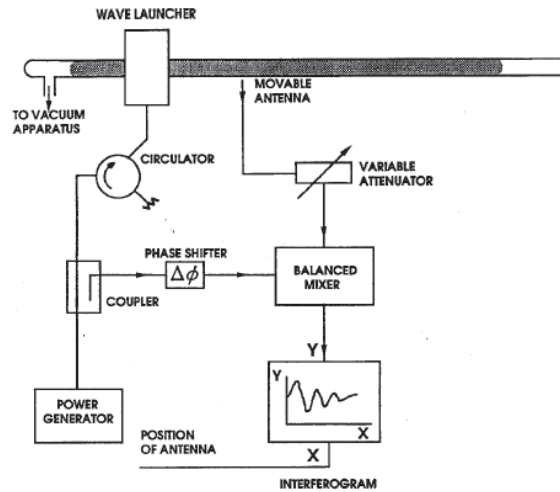 WAVE LAUNCHER
MOVABLE
ANTENNA
TO VACUUM
APPARATUS
CIRCULATOR
VARIABLE
ATTENUATOR
PHASE SHIFTER
Δϕ
BALANCED
MIXER
COUPLER
Y
Y
X
POWER
GENERATOR
POSITION
OF ANTENNA
X
INTERFEROGRAM